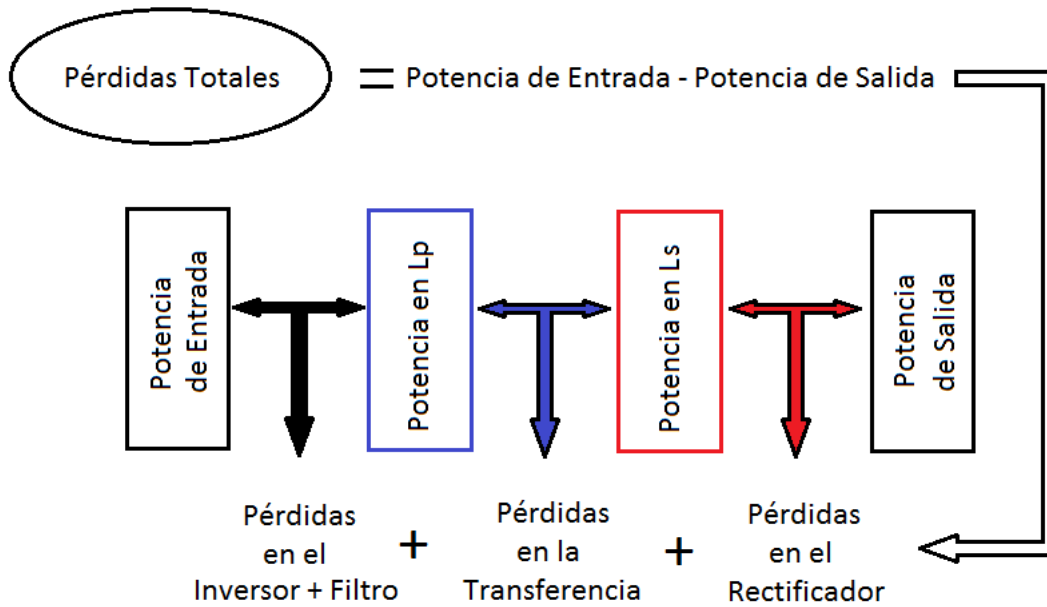 Pérdidas Totales = Potencia de Entrada - Potencia de Salida
Potencia
de Entrada
Potencia en Lp
Potencia en Ls
Potencia
de Salida
Pérdidas
en el
Inversor + Filtro
+
Pérdidas
en la
Transferencia
+
Pérdidas
en el
Rectificador